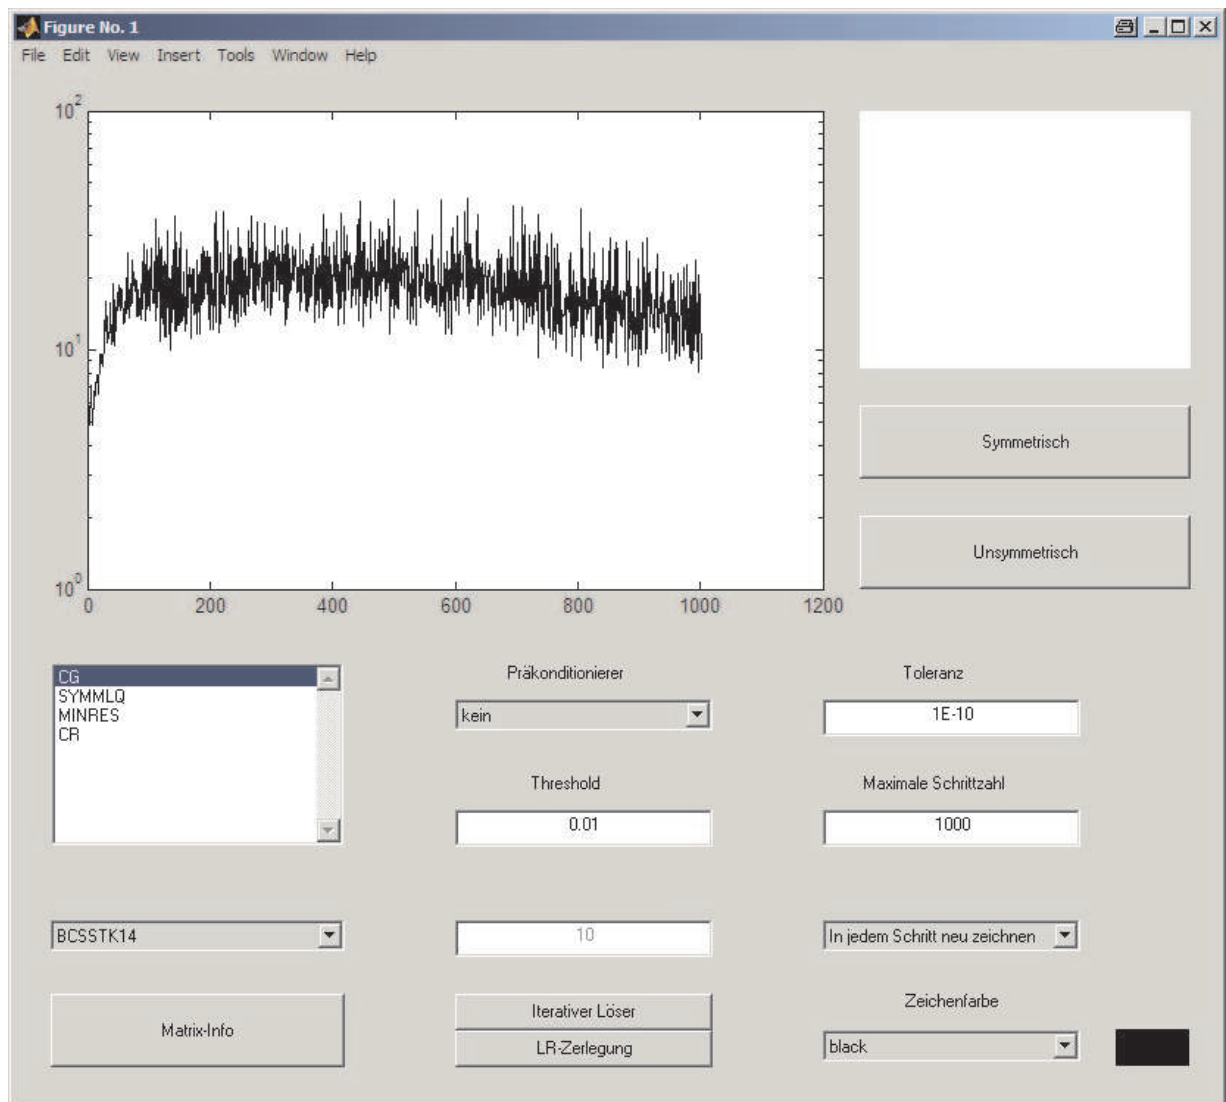 Figure No. 1
File Edit View Insert Tools Window Help
10^2
10^1
10^0
0 200 400 600 800 1000 1200
Symmetrisch
Unsymmetrisch
CG
SYMMLQ
MINRES
CR
Präkonditionierer
kein
Toleranz
1E-10
Threshold
0.01
Maximale Schrittzahl
1000
BCSSTK14
10
In jedem Schritt neu zeichnen
Matrix-Info
Iterativer Löser
LR-Zerlegung
Zeichenfarbe
black